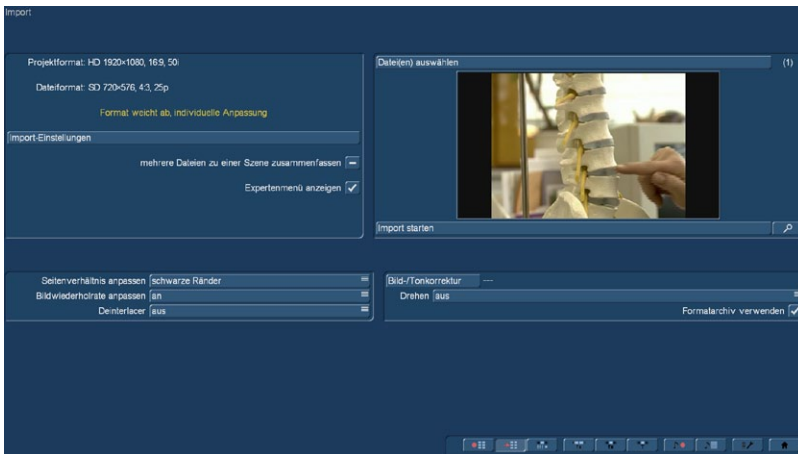 Import
Projektformat: HD 1920×1080, 16:9, 50i
Dateiformat: SD 720×576, 4:3, 25p
Format weicht ab, individuelle Anpassung
Import-Einstellungen
mehrere Dateien zu einer Szene zusammenfassen
Expertenmenü anzeigen
Datei(en) auswählen (1)
Import starten
Seitenverhältnis anpassen schwarze Ränder
Bildwiederholrate anpassen an
Deinterlacer aus
Bild-/Tonkorrektur ---
Drehen aus
Formatarchiv verwenden